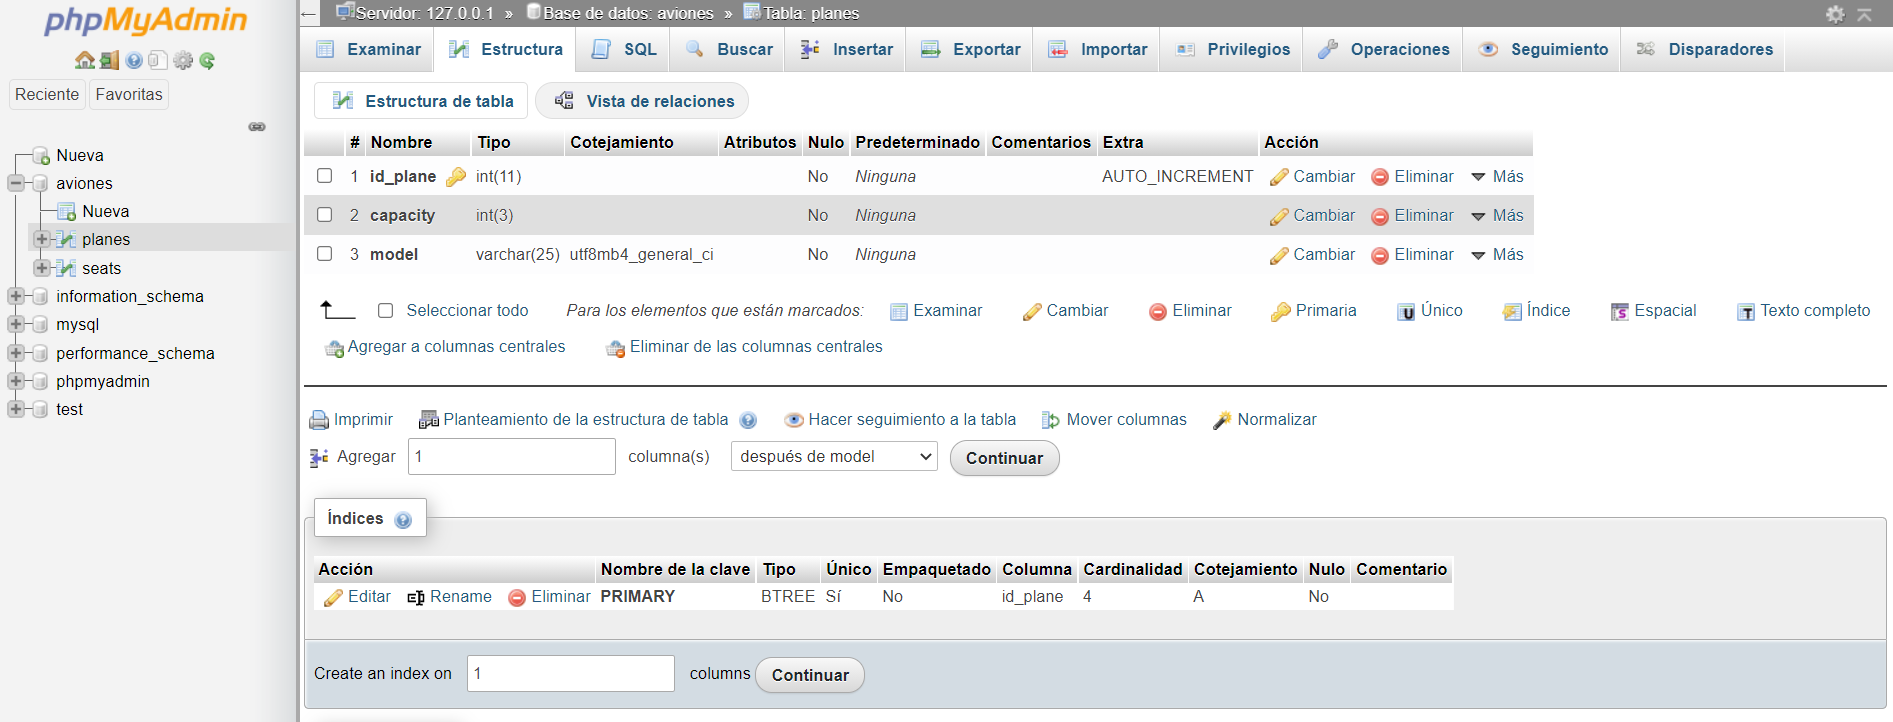 phpMyAdmin
Reciente Favoritas
Nueva
aviones
Nueva
planes
seats
information_schema
mysql
performance_schema
phpmyadmin
test
← Servidor: 127.0.0.1 » Base de datos: aviones » Tabla: planes
Examinar Estructura SQL Buscar Insertar Exportar Importar Privilegios Operaciones Seguimiento Disparadores
Estructura de tabla Vista de relaciones
# Nombre Tipo Cotejamiento Atributos Nulo Predeterminado Comentarios Extra Acción
1 id_plane int(11) No Ninguna AUTO_INCREMENT Cambiar Eliminar Más
2 capacity int(3) No Ninguna Cambiar Eliminar Más
3 model varchar(25) utf8mb4_general_ci No Ninguna Cambiar Eliminar Más
Seleccionar todo Para los elementos que están marcados: Examinar Cambiar Eliminar Primaria Único Índice Espacial Texto completo
Agregar a columnas centrales Eliminar de las columnas centrales
Imprimir Planteamiento de la estructura de tabla Hacer seguimiento a la tabla Mover columnas Normalizar
Agregar 1 columna(s) después de model Continuar
Índices
Acción Nombre de la clave Tipo Único Empaquetado Columna Cardinalidad Cotejamiento Nulo Comentario
Editar Rename Eliminar PRIMARY BTREE Sí No id_plane 4 A No
Create an index on 1 columns Continuar